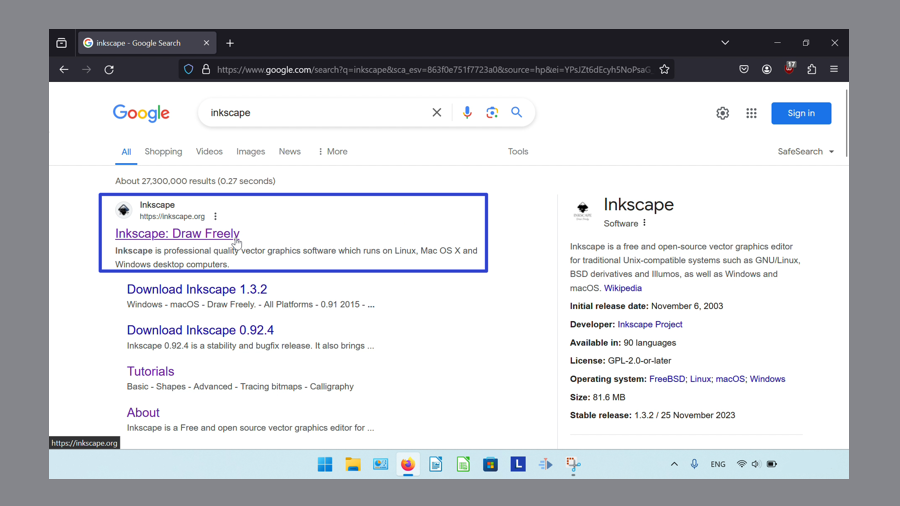 inkscape - Google Search
https://www.google.com/search?q=inkscape&sca_esv=863f0e751f7723a0&source=hp&ei=YPsJZt6dEcyh5NoPsaG
17
Google
inkscape
Sign in
All Shopping Videos Images News More Tools SafeSearch
About 27,300,000 results (0.27 seconds)
Inkscape
https://inkscape.org
Inkscape: Draw Freely
Inkscape is professional quality vector graphics software which runs on Linux, Mac OS X and
Windows desktop computers.
Download Inkscape 1.3.2
Windows - macOS - Draw Freely. - All Platforms - 0.91 2015 - ...
Download Inkscape 0.92.4
Inkscape 0.92.4 is a stability and bugfix release. It also brings ...
Tutorials
Basic - Shapes - Advanced - Tracing bitmaps - Calligraphy
About
Inkscape is a Free and open source vector graphics editor for ...
Inkscape
Software
Inkscape is a free and open-source vector graphics editor
for traditional Unix-compatible systems such as GNU/Linux,
BSD derivatives and Illumos, as well as Windows and
macOS. Wikipedia
Initial release date: November 6, 2003
Developer: Inkscape Project
Available in: 90 languages
License: GPL-2.0-or-later
Operating system: FreeBSD; Linux; macOS; Windows
Size: 81.6 MB
Stable release: 1.3.2 / 25 November 2023
https://inkscape.org
L
ENG